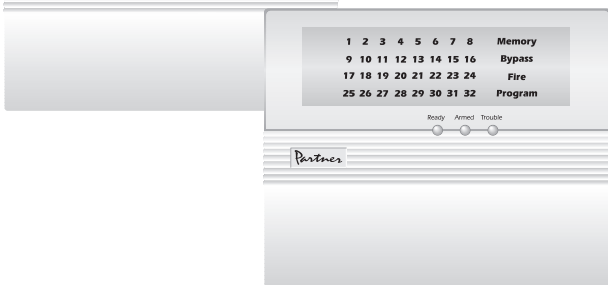 1 2 3 4 5 6 7 8 Memory
9 10 11 12 13 14 15 16 Bypass
17 18 19 20 21 22 23 24 Fire
25 26 27 28 29 30 31 32 Program
Ready Armed Trouble
Partner